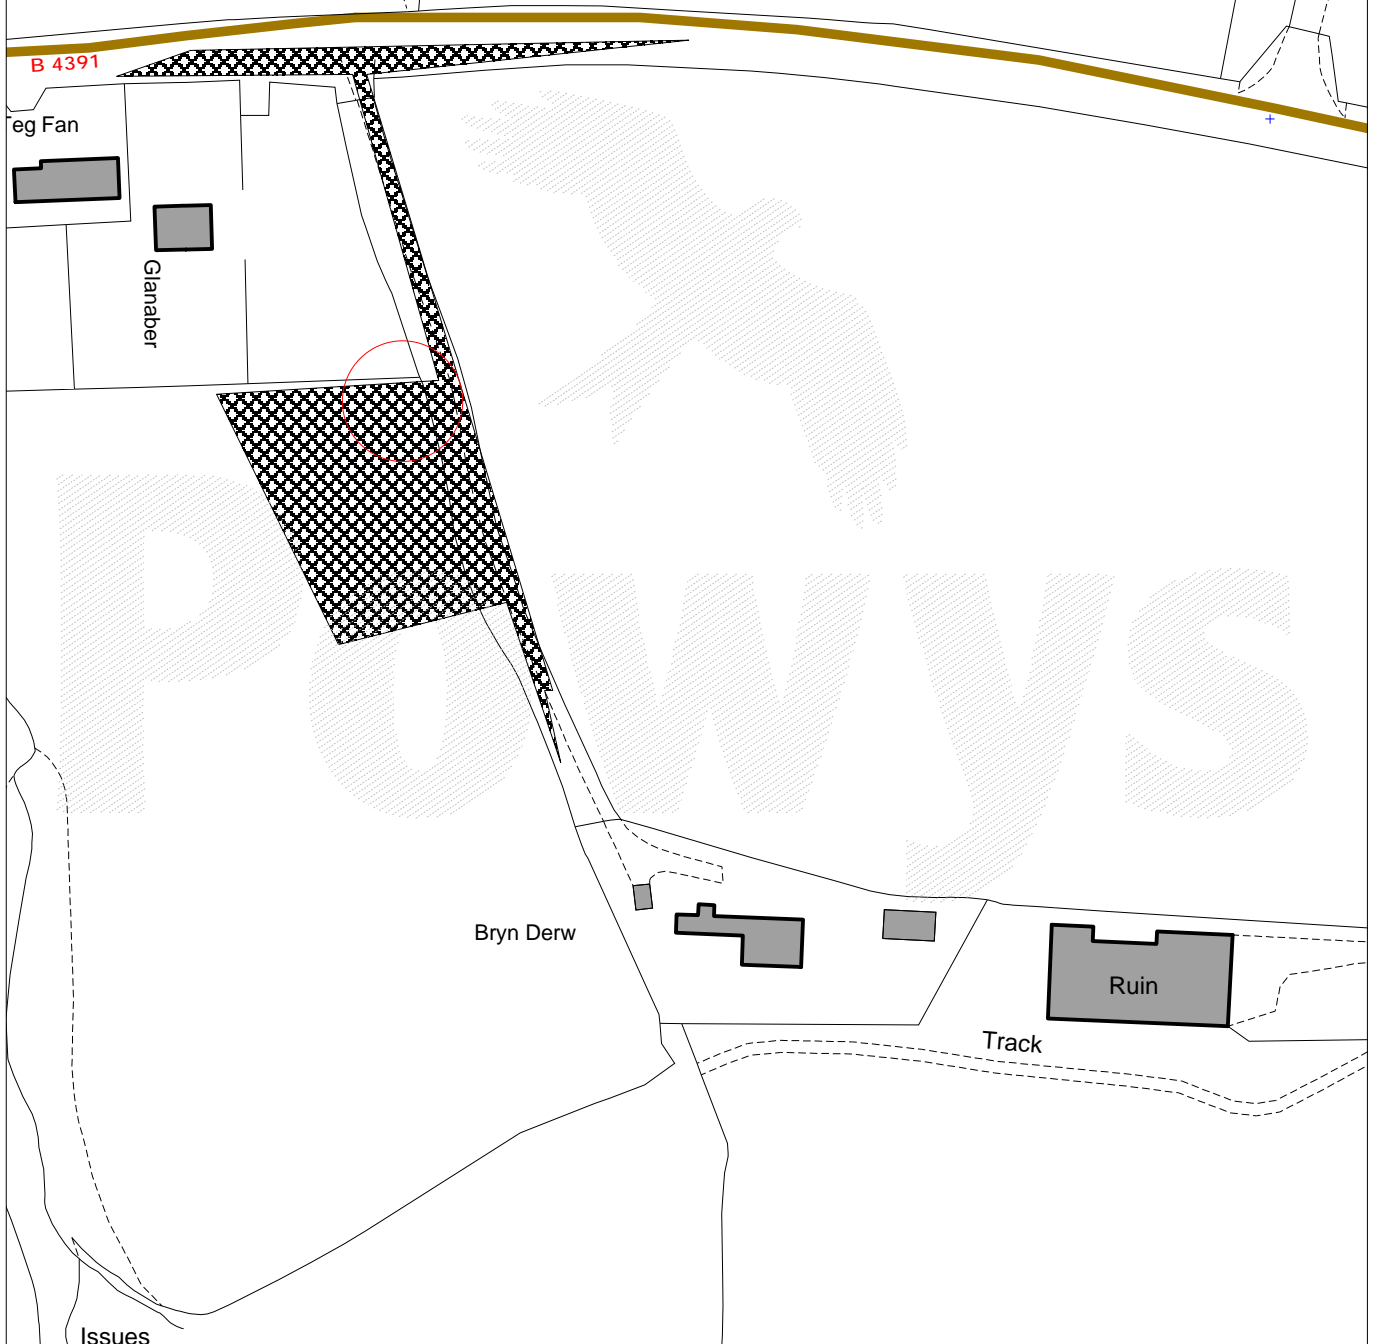 B 4391
eg Fan
Glanaber
Powys
Bryn Derw
Ruin
Track
Issues